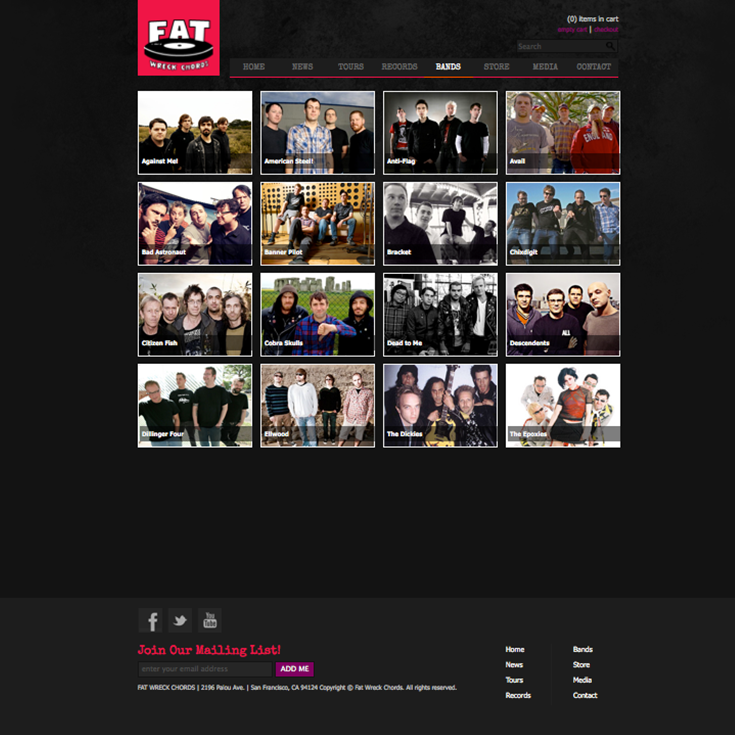 FAT
WRECK CHORDS
(0) items in cart
empty cart | checkout
Search
HOME NEWS TOURS RECORDS BANDS STORE MEDIA CONTACT
Against Me! American Steel! Anti-Flag Avail
Bad Astronaut Banner Pilot Bracket Chixdigit
Citizen Fish Cobra Skulls Dead to Me Descendents
ALL
Dillinger Four Ellwood The Dickies The Epoxies
f You Tube
Join Our Mailing List!
enter your email address ADD ME
FAT WRECK CHORDS | 2196 Palou Ave. | San Francisco, CA 94124 Copyright © Fat Wreck Chords. All rights reserved.
Home Bands
News Store
Tours Media
Records Contact